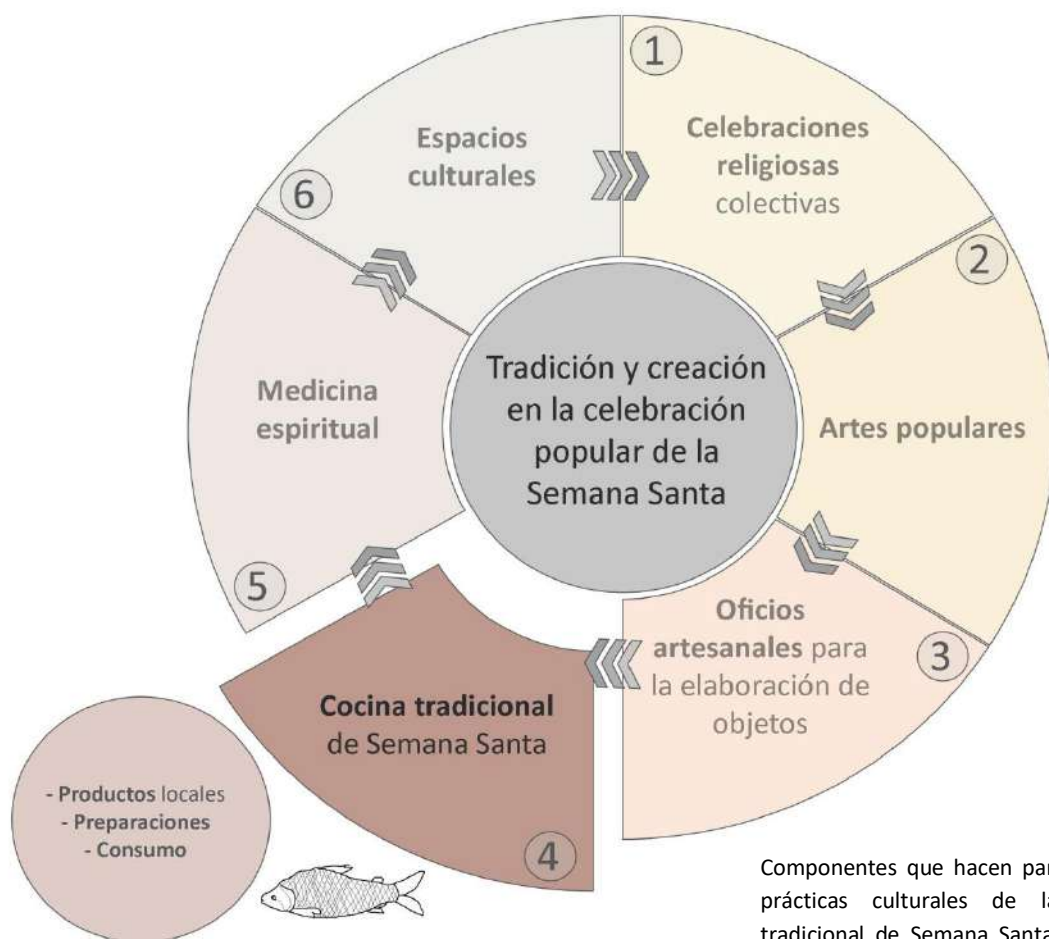 1
Celebraciones
religiosas
colectivas
2
Artes populares
3
Oficios
artesanales para
la elaboración de
objetos
4
Cocina tradicional
de Semana Santa
- Productos locales
- Preparaciones
- Consumo
5
Medicina
espiritual
6
Espacios
culturales
Tradición y creación
en la celebración
popular de la
Semana Santa
Componentes que hacen
prácticas culturales de
tradicional de Semana Santa